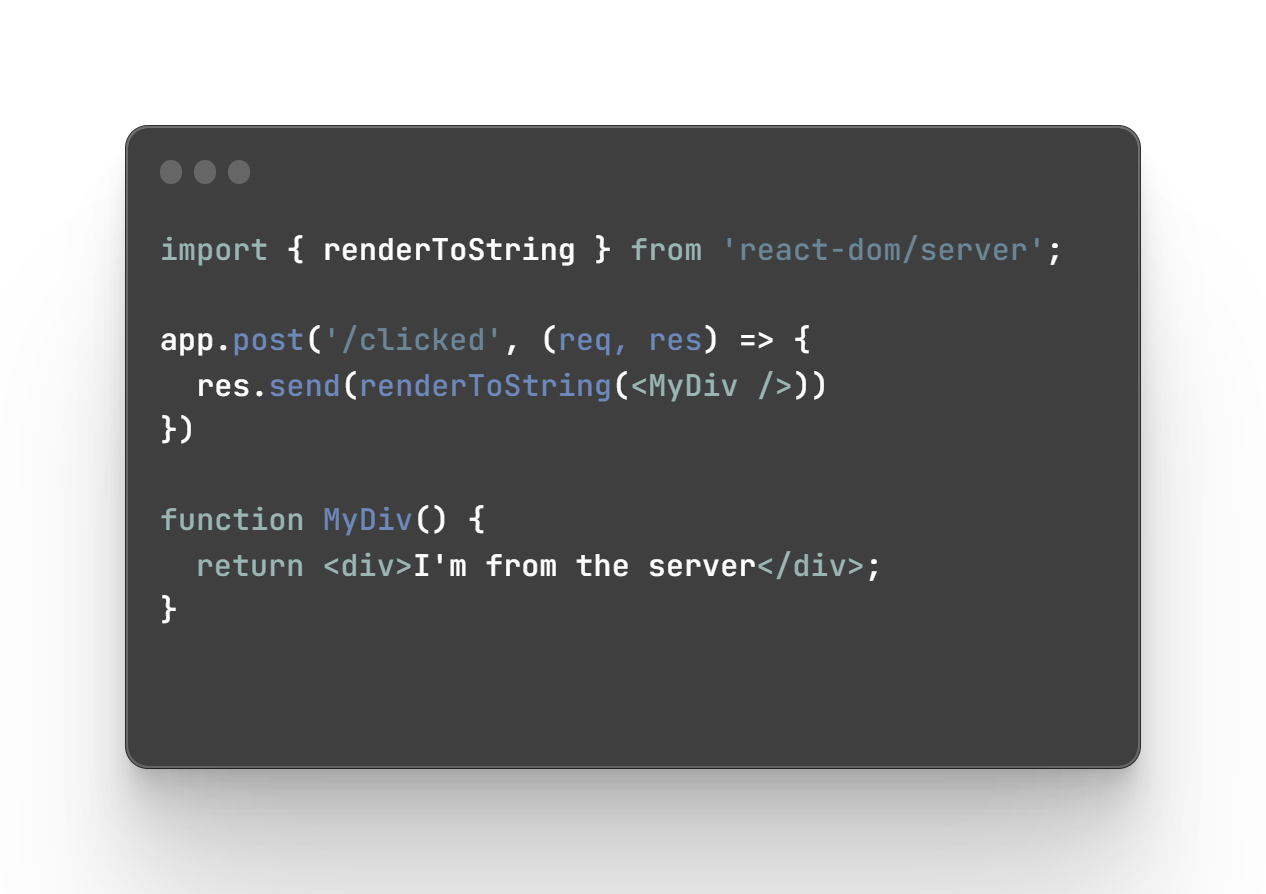 import { renderToString } from 'react-dom/server';
app.post('/clicked', (req, res) => {
  res.send(renderToString(<MyDiv />))
})
function MyDiv() {
  return <div>I'm from the server</div>;
}